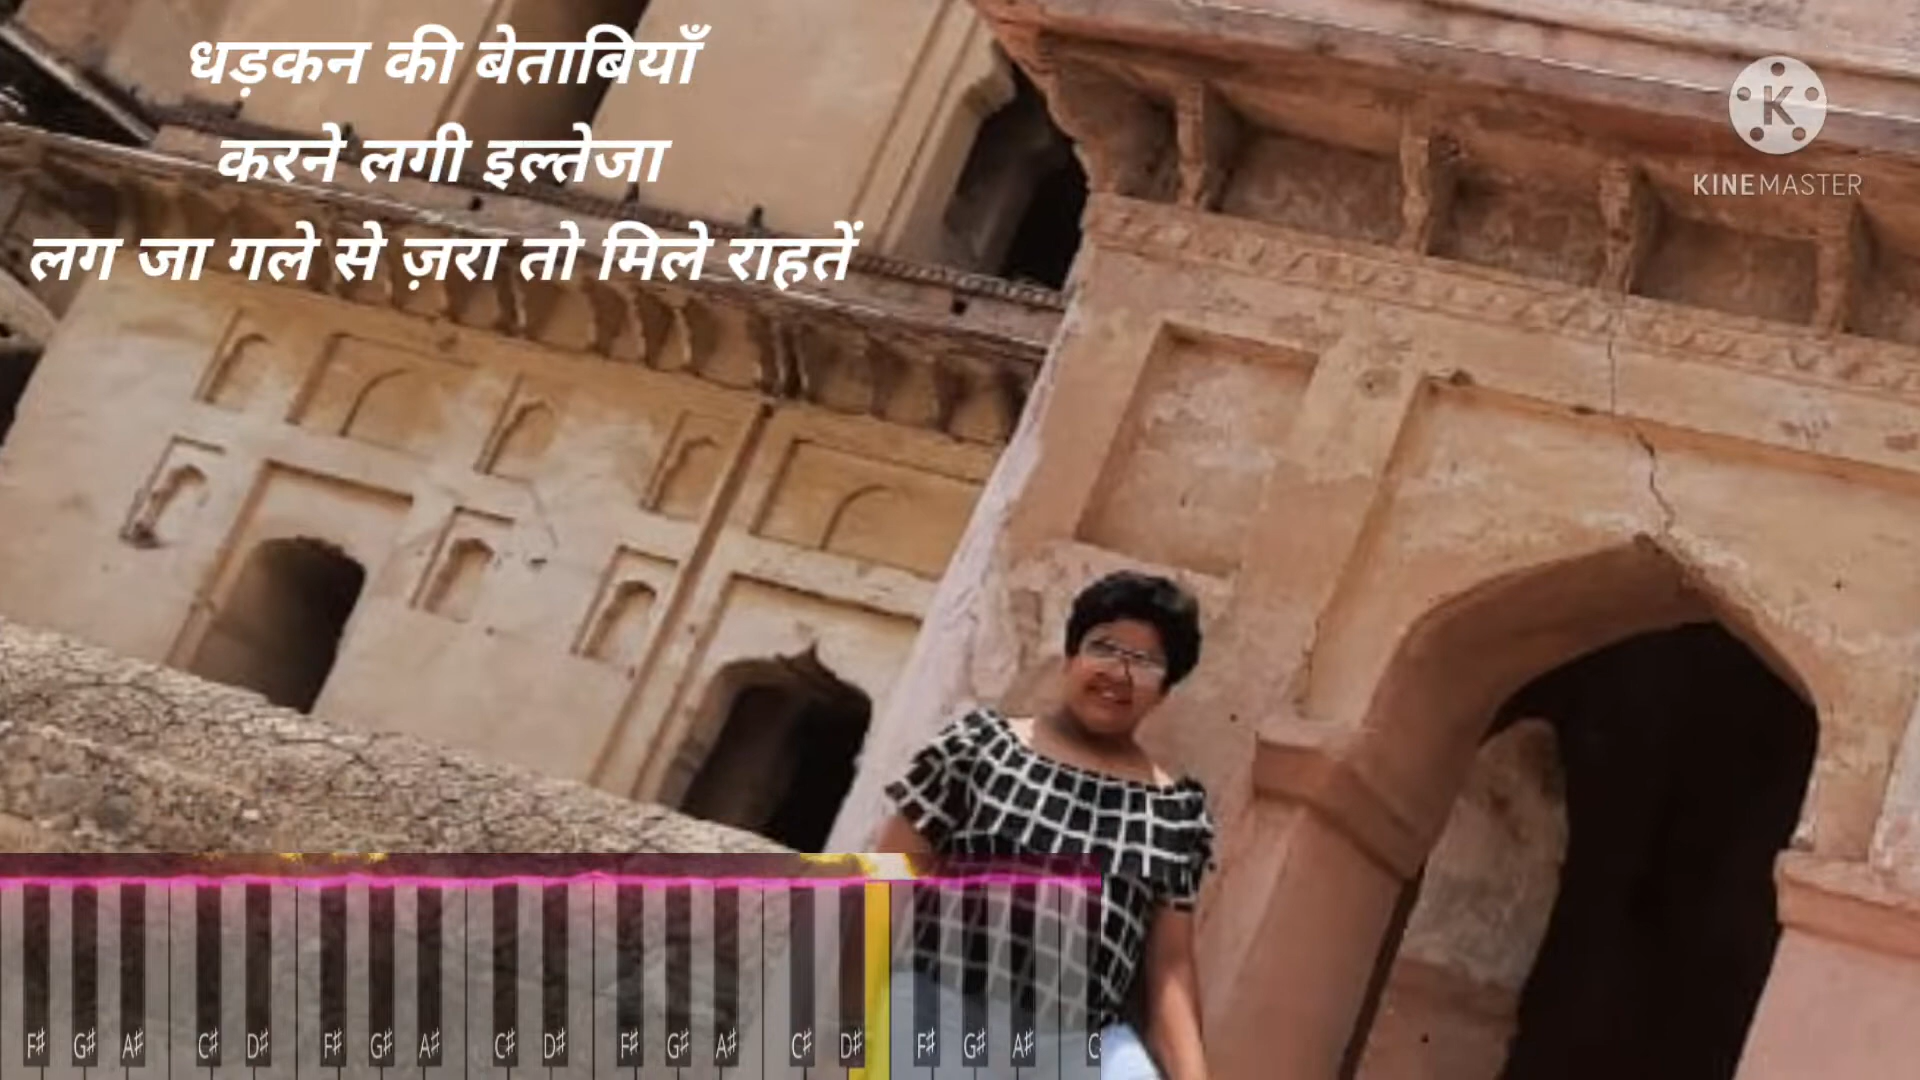 धड़कन की बेताबियाँ
करने लगी इल्तेजा
लग जा गले से ज़रा तो मिले राहतें
K
KINEMASTER
F# G# A# C# D# F# G# A# C# D# F# G# A# C# D# F# G# A# C